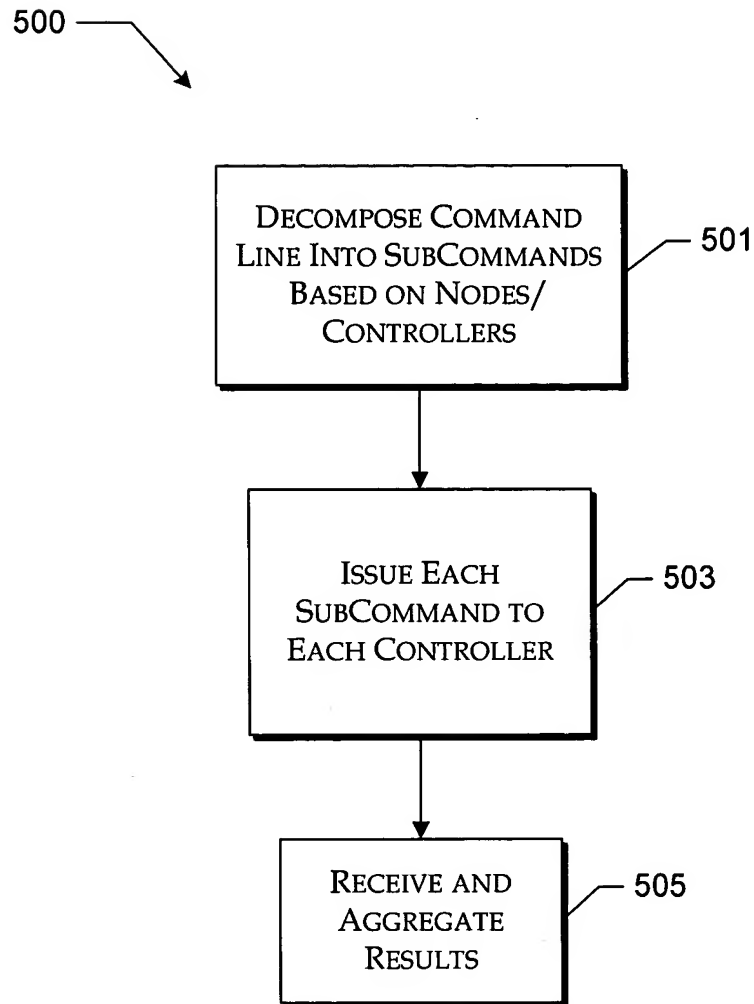 500
DECOMPOSE COMMAND
LINE INTO SUBCOMMANDS
BASED ON NODES/
CONTROLLERS
501
ISSUE EACH
SUBCOMMAND TO
EACH CONTROLLER
503
RECEIVE AND
AGGREGATE
RESULTS
505